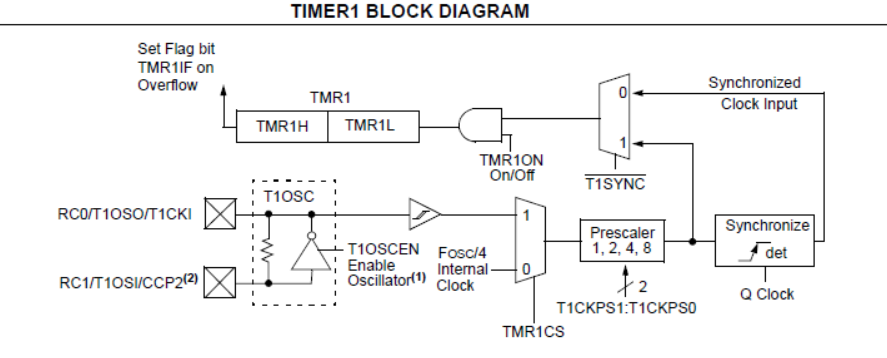 TIMER1 BLOCK DIAGRAM
Set Flag bit
TMR1IF on
Overflow
TMR1
TMR1H
TMR1L
TMR1ON
On/Off
0
1
T1SYNC
Synchronized
Clock Input
T1OSC
RC0/T1OSO/T1CKI
RC1/T1OSI/CCP2(2)
T1OSCEN
Enable
Oscillator(1)
Fosc/4
Internal
Clock
1
0
TMR1CS
Prescaler
1, 2, 4, 8
2
T1CKPS1:T1CKPS0
Synchronize
det
Q Clock